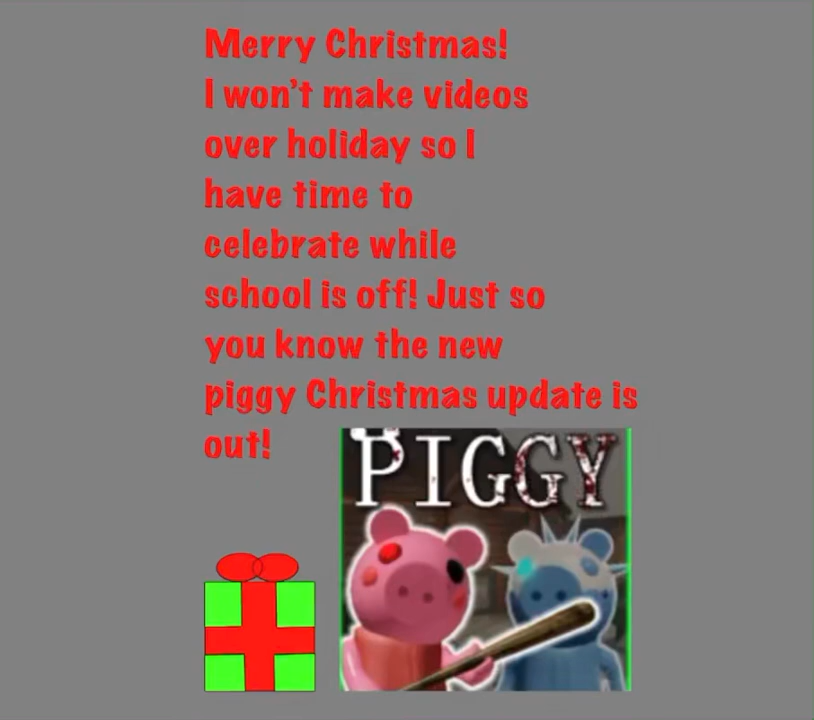 Merry Christmas!
I won't make videos
over holiday so I
have time to
celebrate while
school is off! Just so
you know the new
piggy Christmas update is
out!
PIGGY